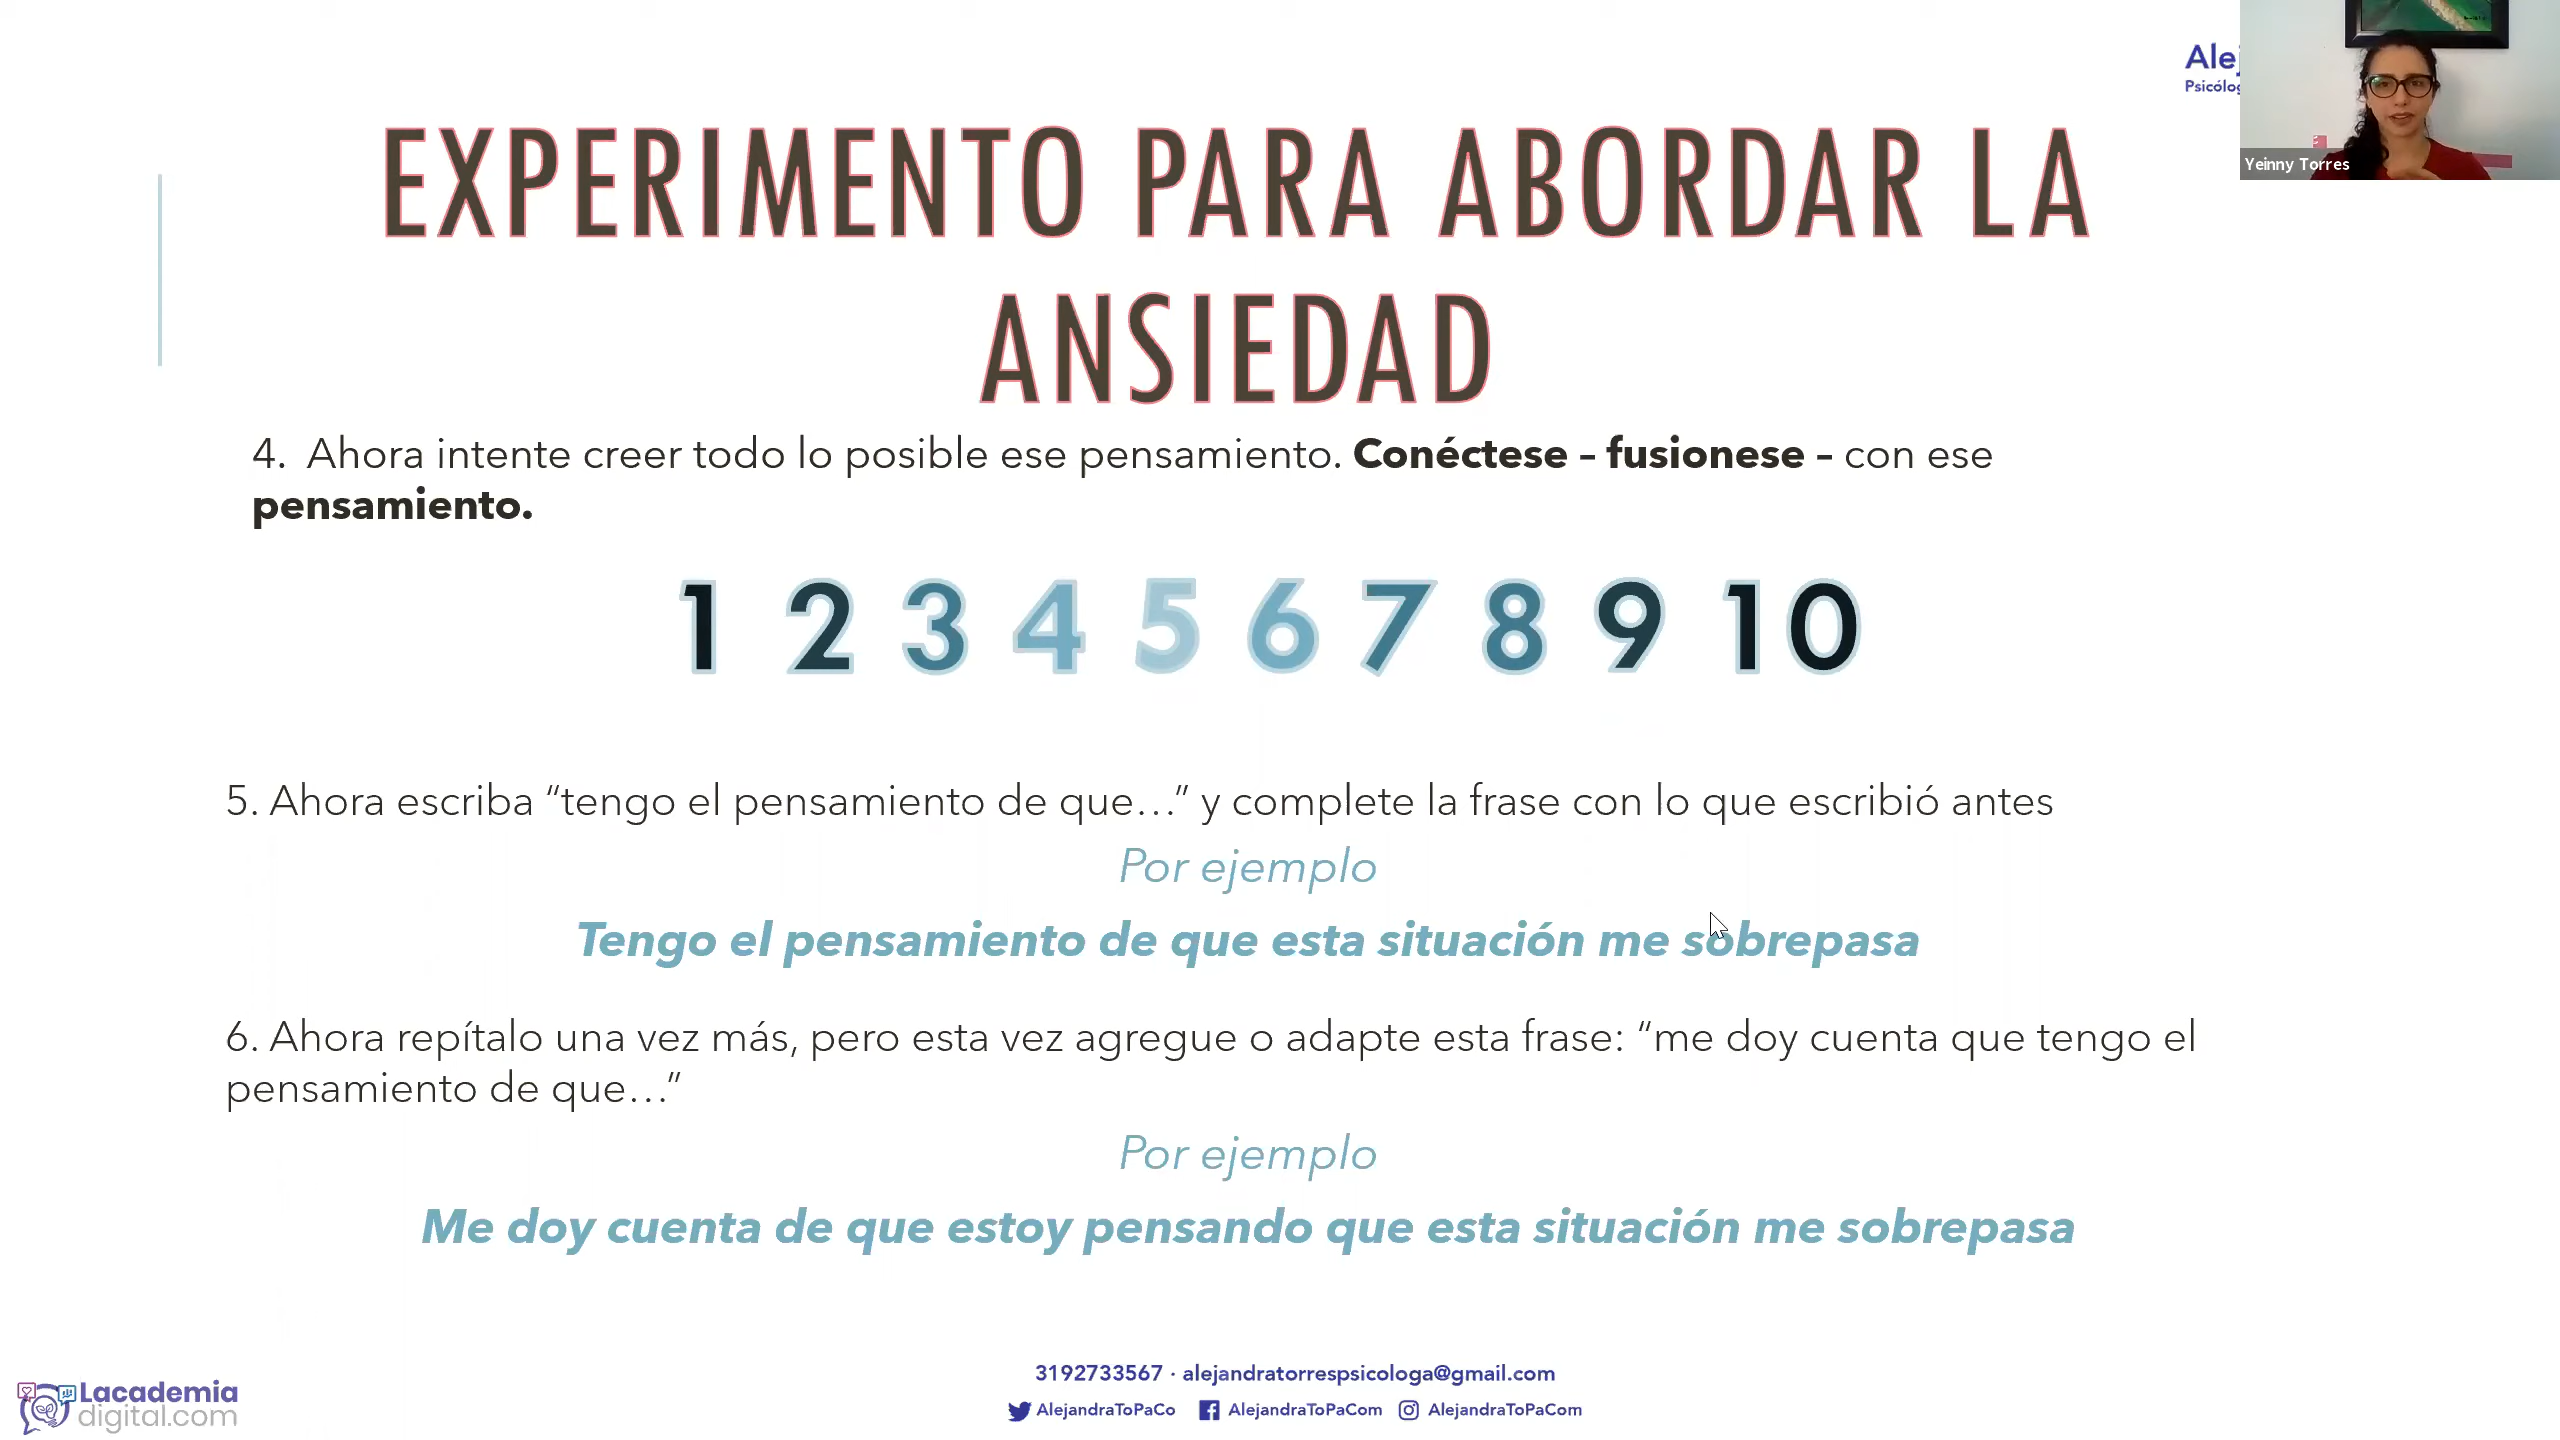 Ale
Psicólog
Yeinny Torres
EXPERIMENTO PARA ABORDAR LA
ANSIEDAD
4. Ahora intente creer todo lo posible ese pensamiento. Conéctese – fusionese – con ese
pensamiento.
1 2 3 4 5 6 7 8 9 10
5. Ahora escriba “tengo el pensamiento de que…” y complete la frase con lo que escribió antes
Por ejemplo
Tengo el pensamiento de que esta situación me sobrepasa
6. Ahora repítalo una vez más, pero esta vez agregue o adapte esta frase: “me doy cuenta que tengo el
pensamiento de que…”
Por ejemplo
Me doy cuenta de que estoy pensando que esta situación me sobrepasa
3192733567 · alejandratorrespsicologa@gmail.com
AlejandraToPaCo AlejandraToPaCom AlejandraToPaCom
Lacademia
digital.com